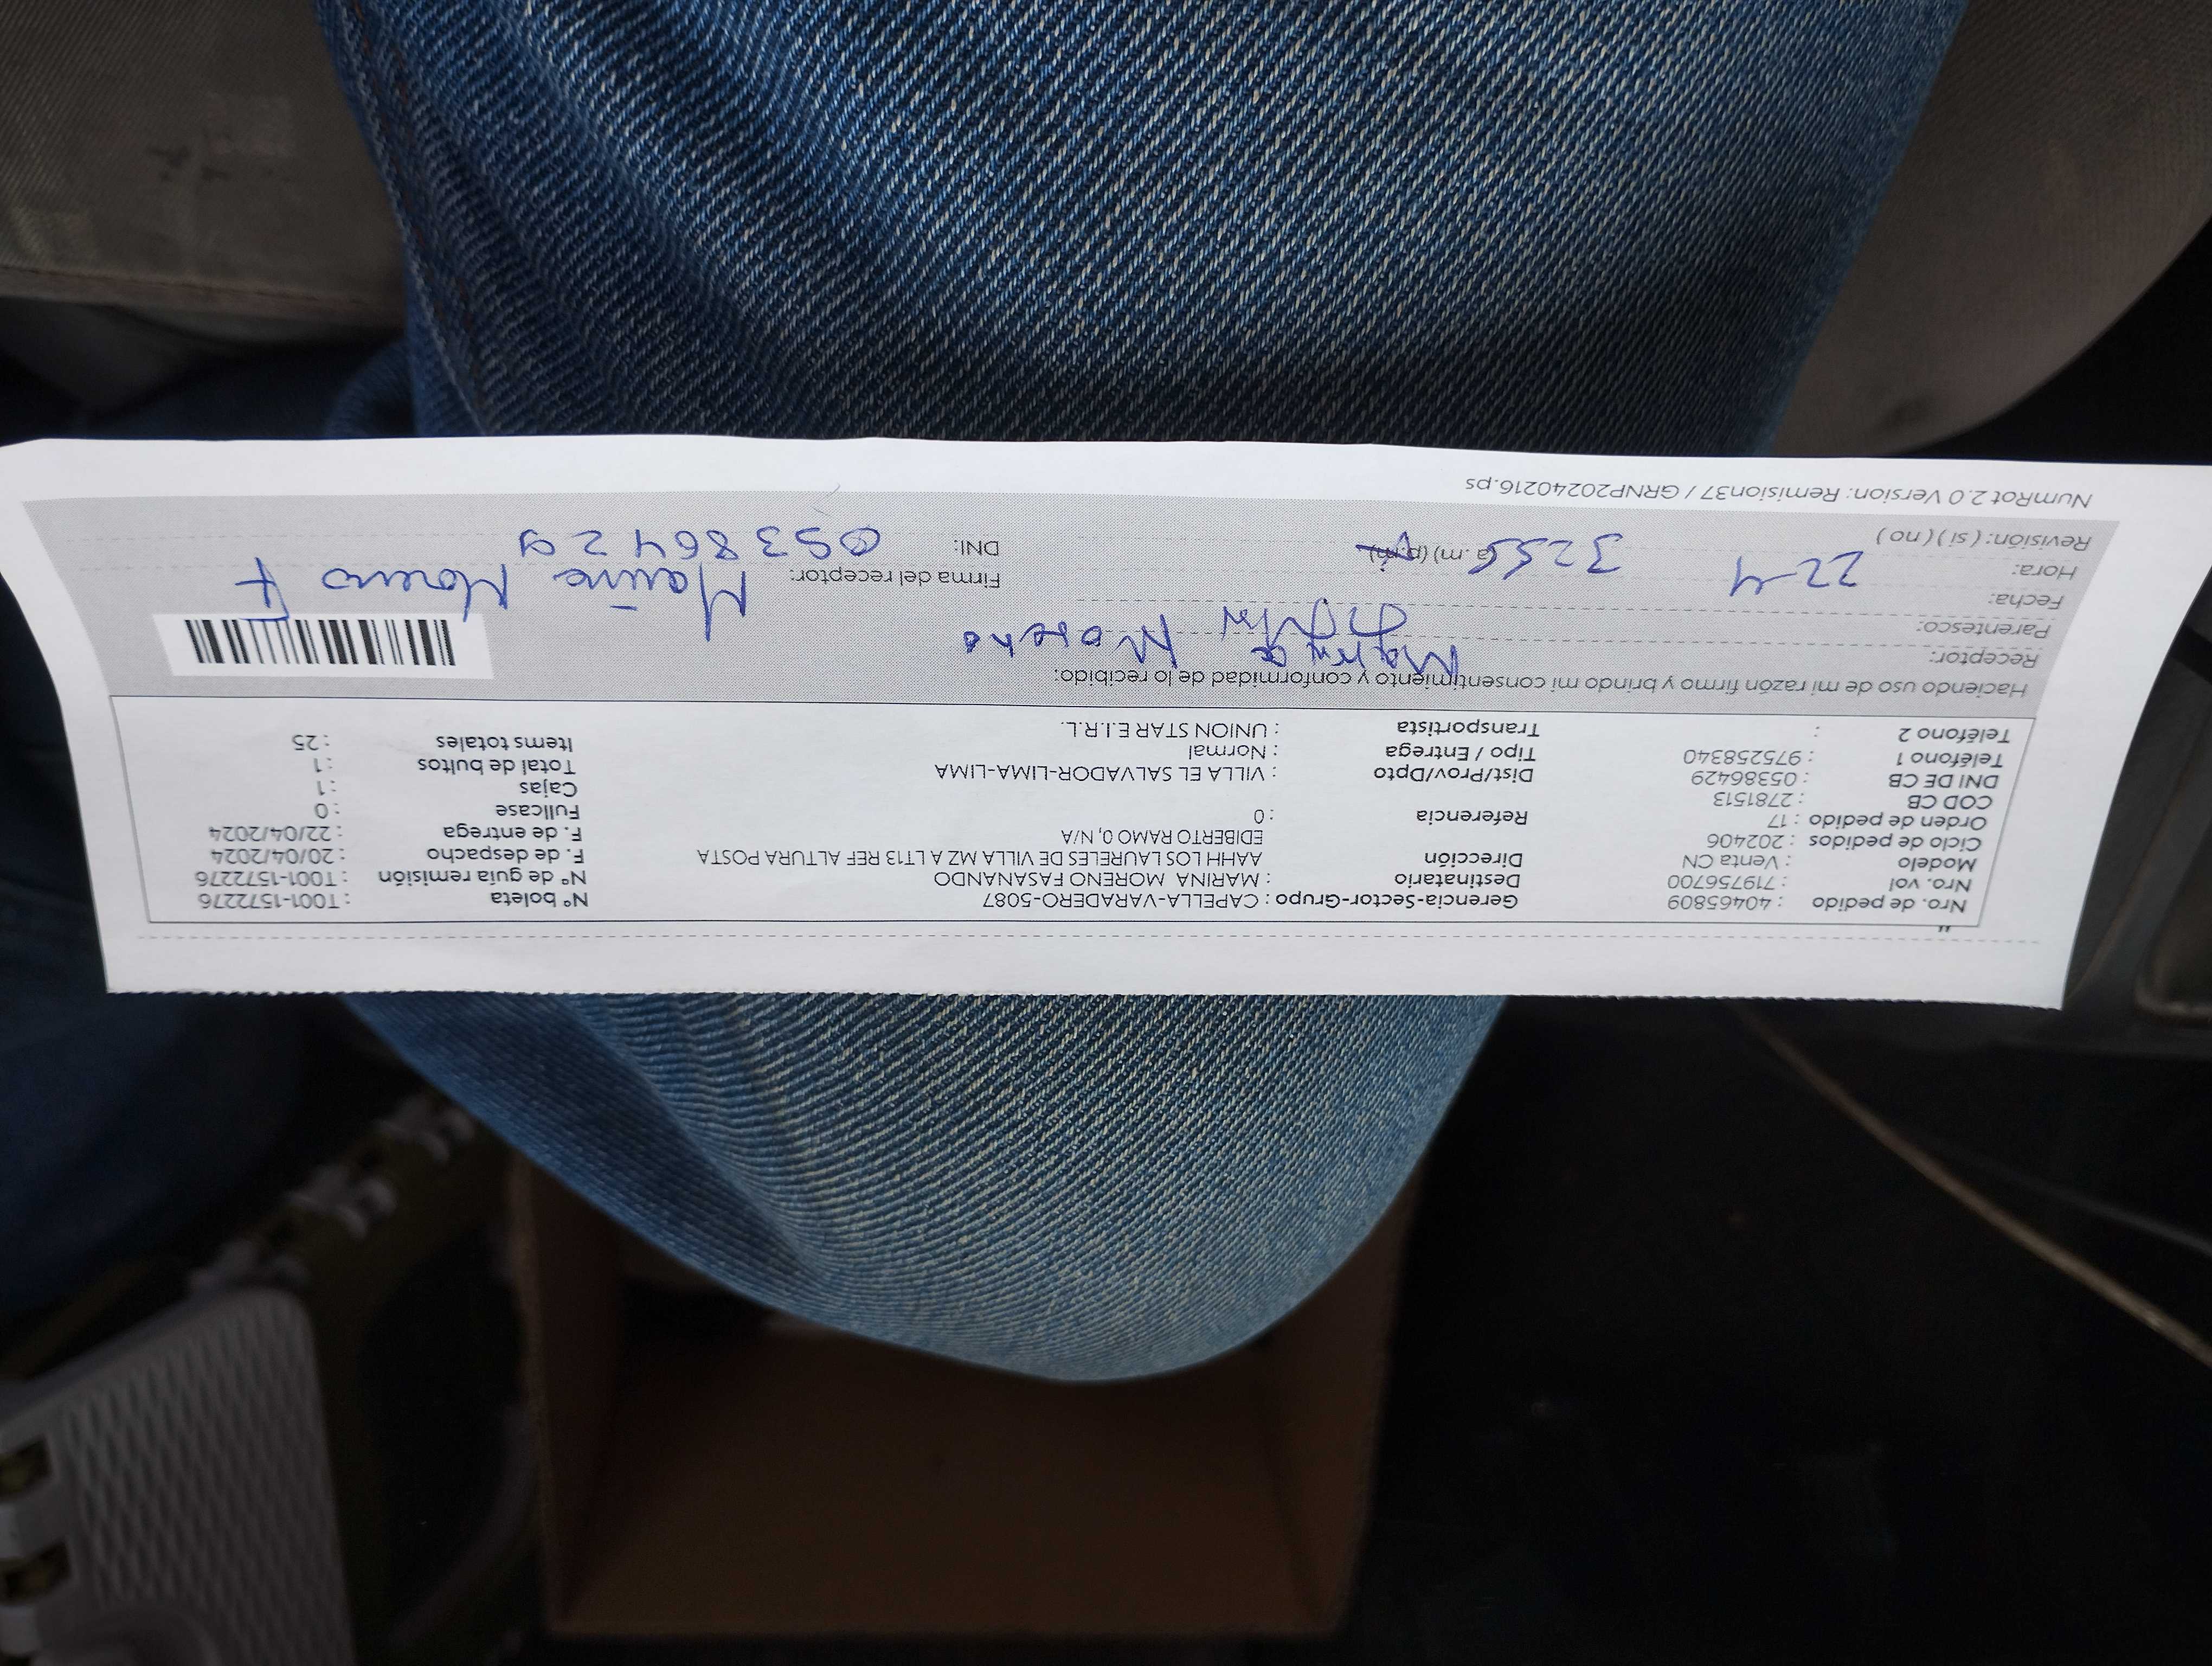 Nro. de pedido : 40465809 Gerencia-Sector-Grupo : CAPELLA-VARADERO-5087 N° boleta : T001-1572276
Nro. vol : 719756700 Destinatario : MARINA MORENO FASANANDO N° de guía remisión : T001-1572276
Modelo : Venta CN Dirección AAHH LOS LAURELES DE VILLA MZ A LT13 REF ALTURA POSTA F. de despacho : 20/04/2024
Ciclo de pedidos : 202406 EDIBERTO RAMO 0, N/A F. de entrega : 22/04/2024
Orden de pedido : 17 Referencia : 0 Fullcase : 0
COD CB : 2781513 Cajas : 1
DNI DE CB : 05386429 Dist/Prov/Dpto : VILLA EL SALVADOR-LIMA-LIMA Total de bultos : 1
Teléfono 1 : 975258340 Tipo / Entrega : Normal Items totales : 25
Teléfono 2 : Transportista : UNION STAR E.I.R.L.
Haciendo uso de mi razón firmo y brindo mi consentimiento y conformidad de lo recibido:
Receptor: Moreno
Parentesco:
Fecha: 22-4
Hora: (a.m) (p.m) Firma del receptor: Moreno F
Revisión: ( si ) ( no ) DNI: 05386429
NumRot 2.0 Version: Remision37 / GRNP20240216.ps